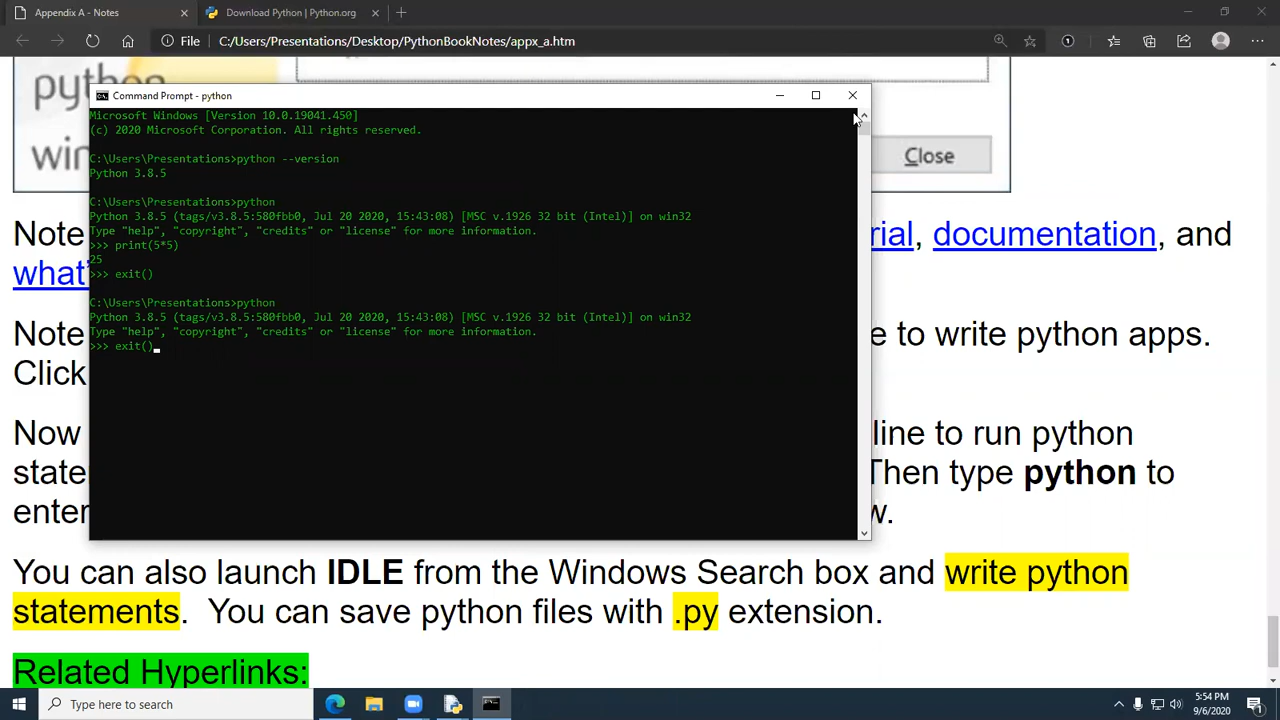 Appendix A - Notes
Download Python | Python.org
File
C:/Users/Presentations/Desktop/PythonBookNotes/appx_a.htm
python
win
Close
Command Prompt - python
Microsoft Windows [Version 10.0.19041.450]
(c) 2020 Microsoft Corporation. All rights reserved.
C:\Users\Presentations>python --version
Python 3.8.5
C:\Users\Presentations>python
Python 3.8.5 (tags/v3.8.5:580fbb0, Jul 20 2020, 15:43:08) [MSC v.1926 32 bit (Intel)] on win32
Type "help", "copyright", "credits" or "license" for more information.
>>> print(5*5)
25
>>> exit()
C:\Users\Presentations>python
Python 3.8.5 (tags/v3.8.5:580fbb0, Jul 20 2020, 15:43:08) [MSC v.1926 32 bit (Intel)] on win32
Type "help", "copyright", "credits" or "license" for more information.
>>> exit()
Note rial, documentation, and
what'
Note e to write python apps.
Click
Now line to run python
state Then type python to
enter w.
You can also launch IDLE from the Windows Search box and write python
statements. You can save python files with .py extension.
Related Hyperlinks:
Type here to search
5:54 PM
9/6/2020